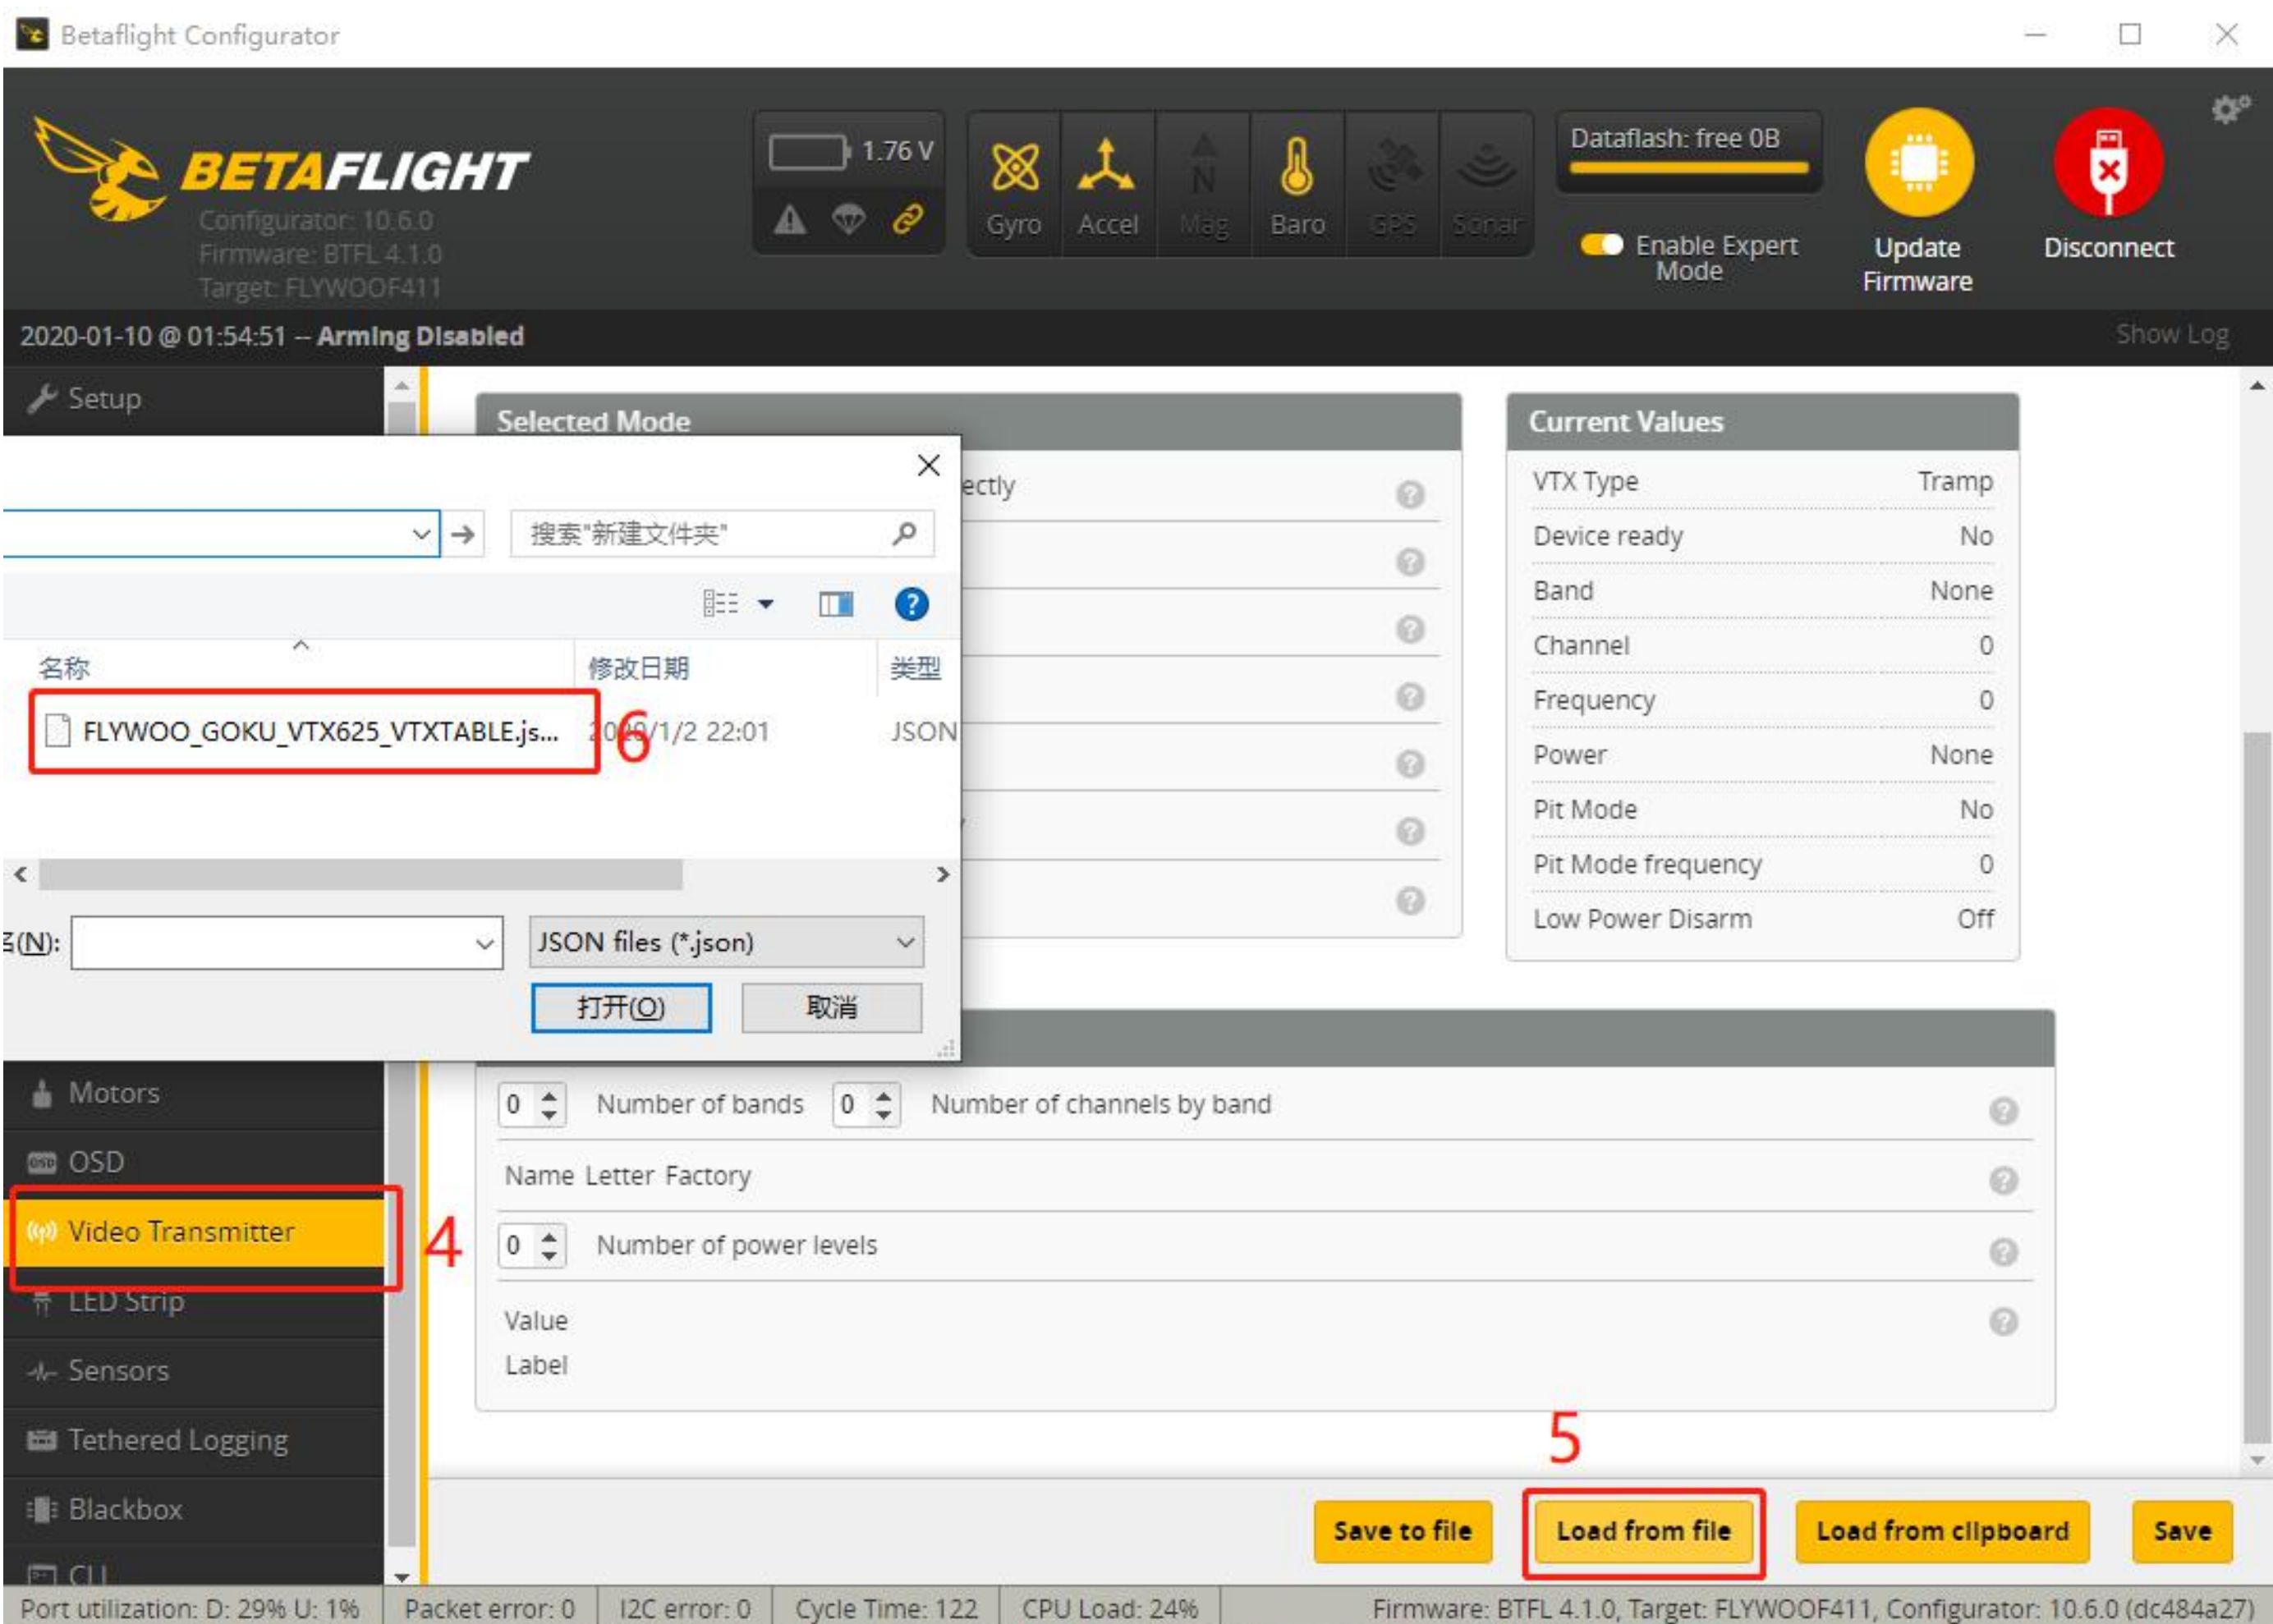 Betaflight Configurator
BETAFLIGHT
Configurator: 10.6.0
Firmware: BTFL 4.1.0
Target: FLYWOOF411
1.76 V
Gyro
Accel
Mag
Baro
GPS
Sonar
Dataflash: free 0B
Enable Expert
Mode
Update
Firmware
Disconnect
2020-01-10 @ 01:54:51 -- Arming Disabled
Show Log
Setup
Selected Mode
ectly
搜索"新建文件夹"
名称
修改日期
类型
FLYWOO_GOKU_VTX625_VTXTABLE.js...
2020/1/2 22:01
JSON
6
(N):
JSON files (*.json)
打开(O)
取消
Current Values
VTX Type Tramp
Device ready No
Band None
Channel 0
Frequency 0
Power None
Pit Mode No
Pit Mode frequency 0
Low Power Disarm Off
Motors
OSD
Video Transmitter
4
LED Strip
Sensors
Tethered Logging
Blackbox
CLI
0 Number of bands 0 Number of channels by band
Name Letter Factory
0 Number of power levels
Value
Label
5
Save to file
Load from file
Load from clipboard
Save
Port utilization: D: 29% U: 1%
Packet error: 0
I2C error: 0
Cycle Time: 122
CPU Load: 24%
Firmware: BTFL 4.1.0, Target: FLYWOOF411, Configurator: 10.6.0 (dc484a27)